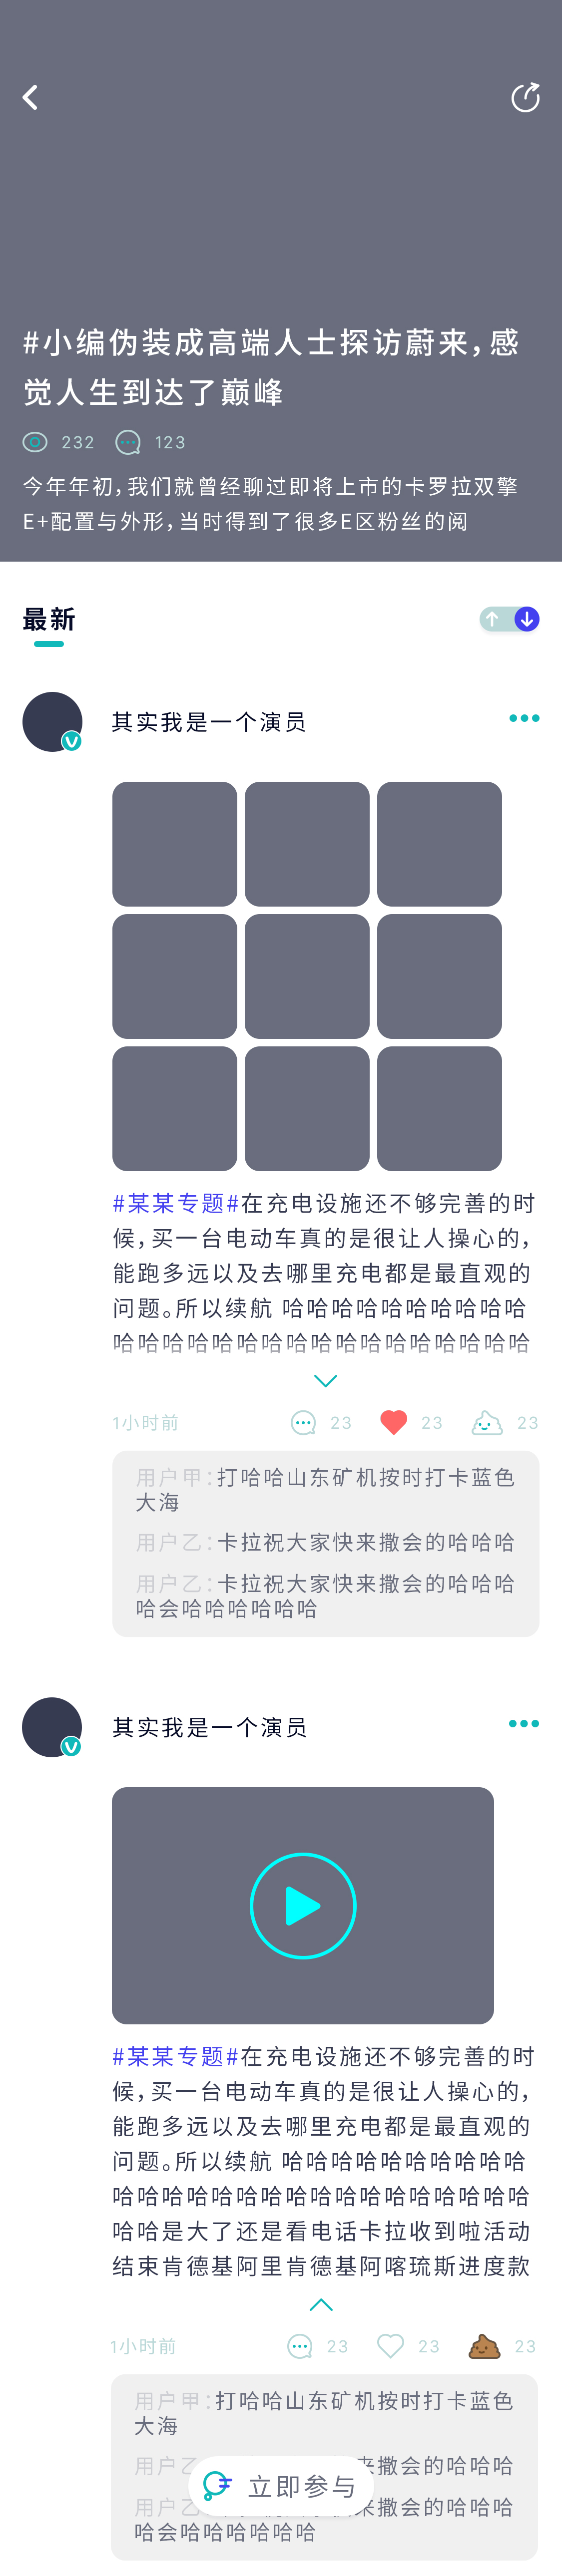 #小编伪装成高端人士探访蔚来，感
觉人生到达了巅峰
232 123
今年年初，我们就曾经聊过即将上市的卡罗拉双擎
E+配置与外形，当时得到了很多E区粉丝的阅
最新
其实我是一个演员
#某某专题#在充电设施还不够完善的时
候，买一台电动车真的是很让人操心的，
能跑多远以及去哪里充电都是最直观的
问题。所以续航 哈哈哈哈哈哈哈哈哈哈
哈哈哈哈哈哈哈哈哈哈哈哈哈哈哈哈哈
1小时前 23 23 23
用户甲：打哈哈山东矿机按时打卡蓝色
大海
用户乙：卡拉祝大家快来撒会的哈哈哈
用户乙：卡拉祝大家快来撒会的哈哈哈
哈会哈哈哈哈哈哈
其实我是一个演员
#某某专题#在充电设施还不够完善的时
候，买一台电动车真的是很让人操心的，
能跑多远以及去哪里充电都是最直观的
问题。所以续航 哈哈哈哈哈哈哈哈哈哈
哈哈哈哈哈哈哈哈哈哈哈哈哈哈哈哈哈
哈哈是大了还是看电话卡拉收到啦活动
结束肯德基阿里肯德基阿喀琉斯进度款
1小时前 23 23 23
用户甲：打哈哈山东矿机按时打卡蓝色
大海
用户 来撒会的哈哈哈
立即参与
用户 来撒会的哈哈哈
哈会哈哈哈哈哈哈